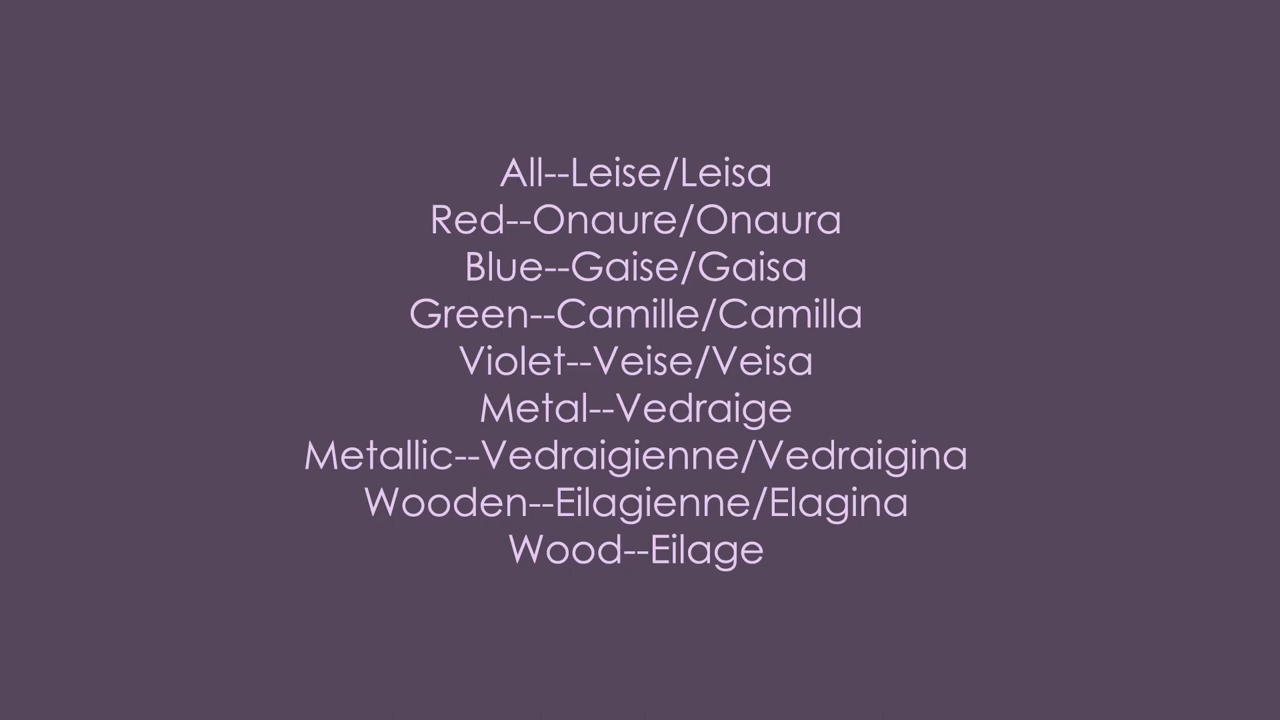 All--Leise/Leisa
Red--Onaure/Onaura
Blue--Gaise/Gaisa
Green--Camille/Camilla
Violet--Veise/Veisa
Metal--Vedraige
Metallic--Vedraigienne/Vedraigina
Wooden--Eilagienne/Elagina
Wood--Eilage